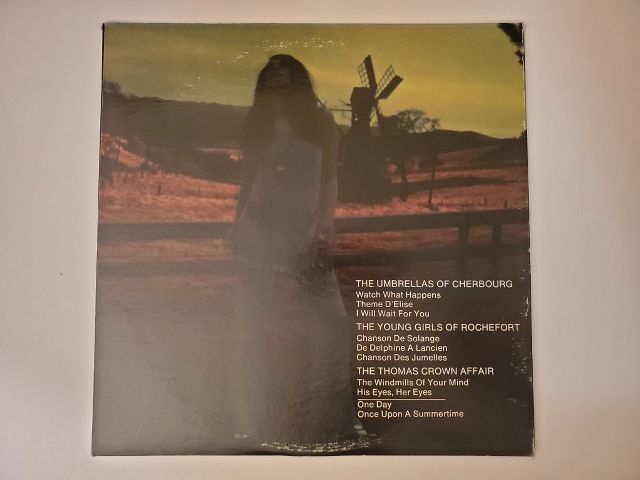 THE UMBRELLAS OF CHERBOURG
Watch What Happens
Theme D'Elise
I Will Wait For You
THE YOUNG GIRLS OF ROCHEFORT
Chanson De Solange
De Delphine A Lancien
Chanson Des Jumelles
THE THOMAS CROWN AFFAIR
The Windmills Of Your Mind
His Eyes, Her Eyes
One Day
Once Upon A Summertime